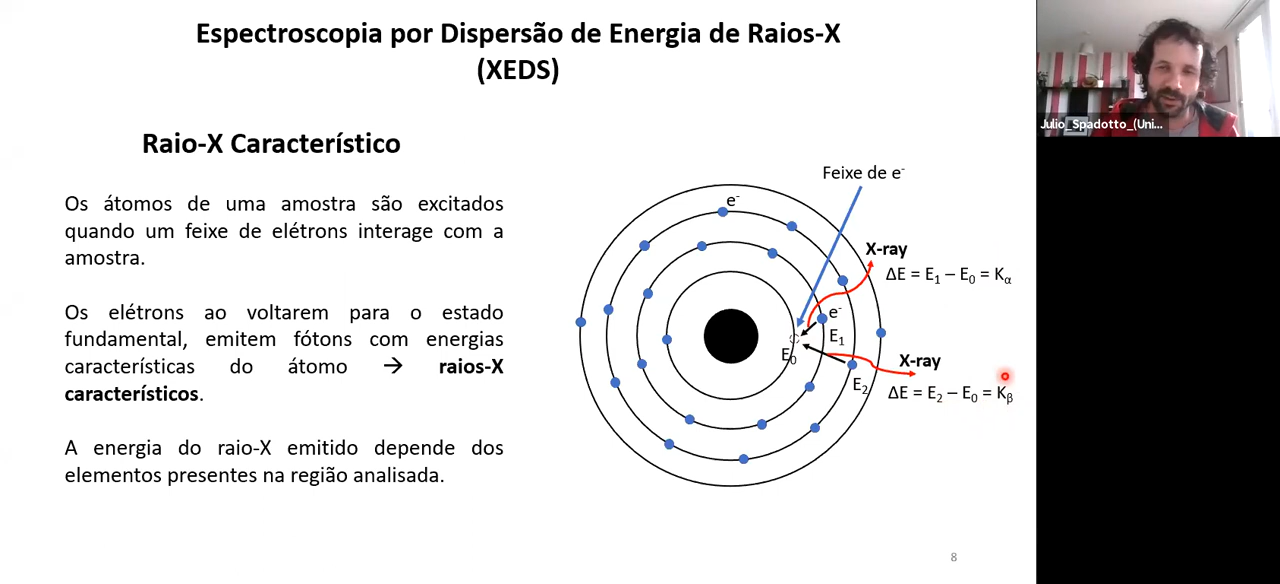 Espectroscopia por Dispersão de Energia de Raios-X
(XEDS)
Raio-X Característico
Os átomos de uma amostra são excitados
quando um feixe de elétrons interage com a
amostra.
Os elétrons ao voltarem para o estado
fundamental, emitem fótons com energias
características do átomo → raios-X
característicos.
A energia do raio-X emitido depende dos
elementos presentes na região analisada.
Feixe de e⁻
e⁻
X-ray
ΔE = E₁ – E₀ = Kα
e⁻
E₁
E₀
X-ray
E₂
ΔE = E₂ – E₀ = Kᵦ
8
Julio_Spadotto_(Uni...